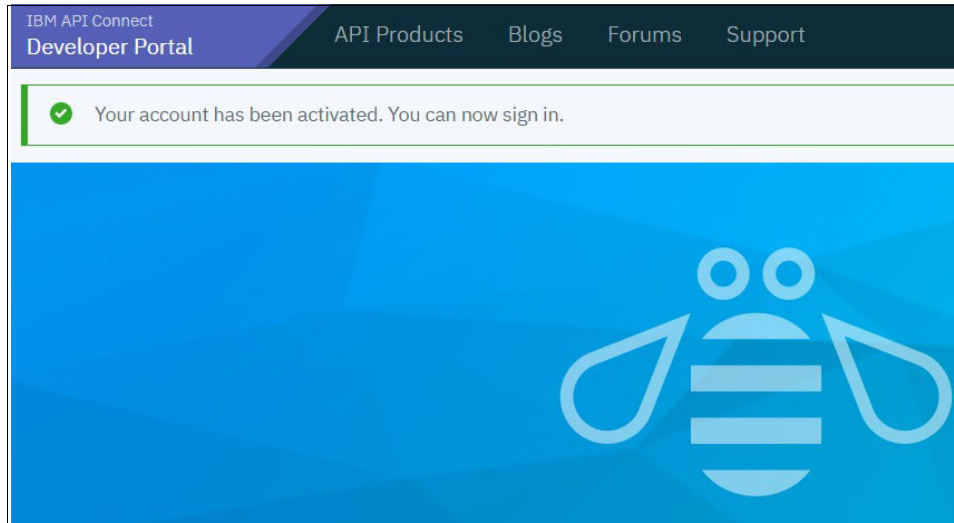 IBM API Connect
Developer Portal
API Products
Blogs
Forums
Support
Your account has been activated. You can now sign in.